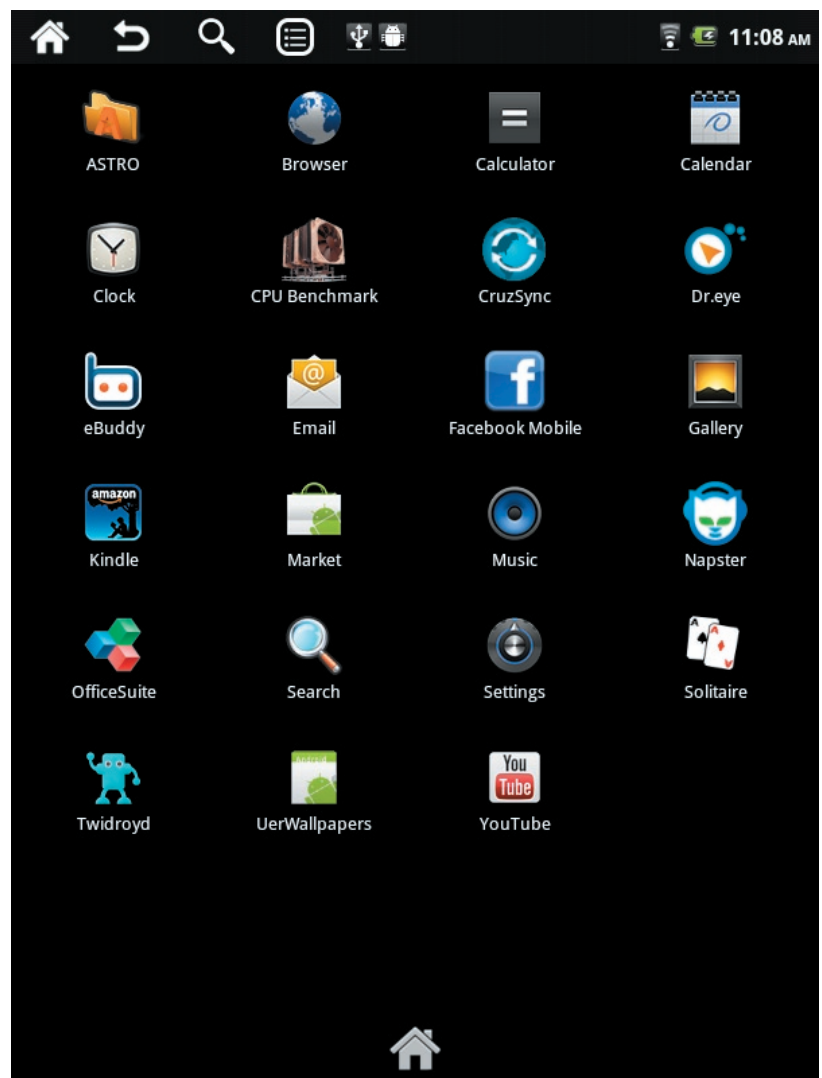 11:08 AM
ASTRO
Browser
Calculator
Calendar
Clock
CPU Benchmark
CruzSync
Dr.eye
eBuddy
Email
Facebook Mobile
Gallery
amazon
Kindle
Market
Music
Napster
OfficeSuite
Search
Settings
Solitaire
android
You
Tube
Twidroyd
UerWallpapers
YouTube